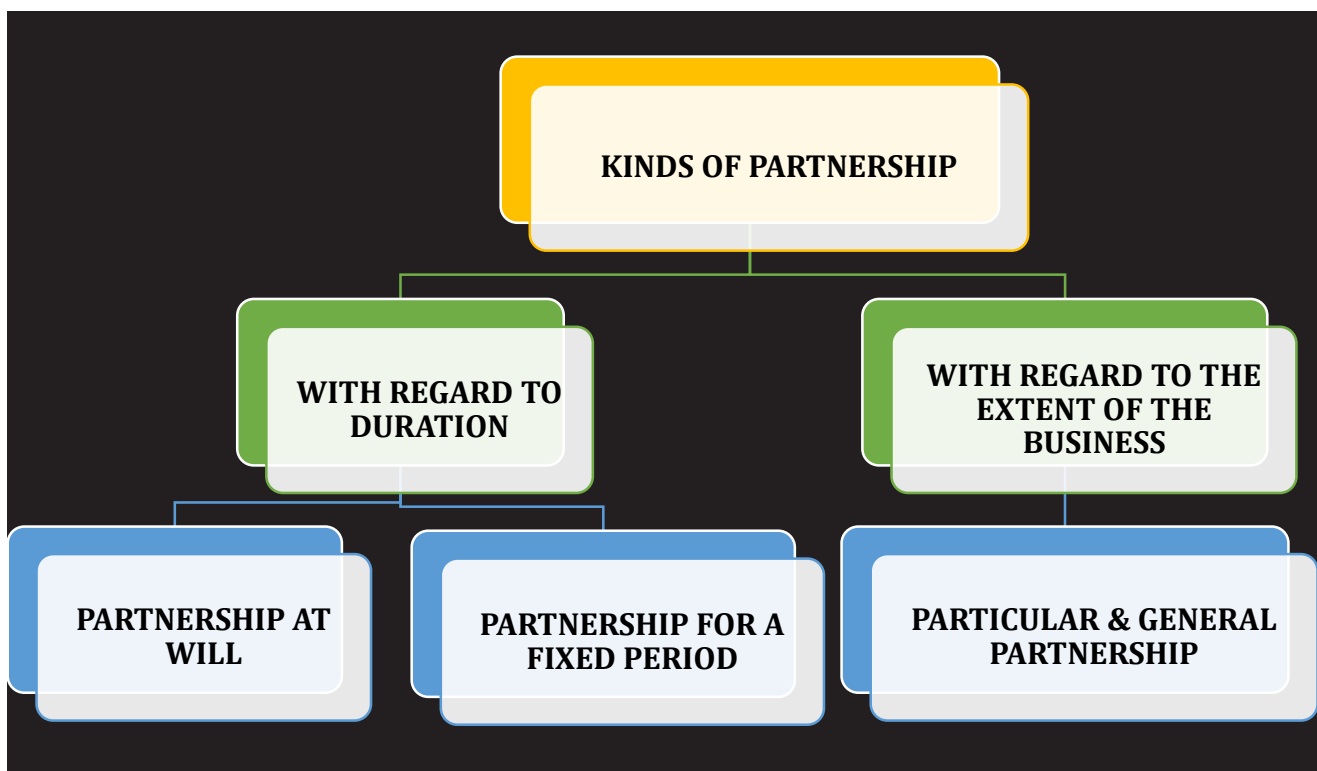 KINDS OF PARTNERSHIP
WITH REGARD TO
DURATION
WITH REGARD TO THE
EXTENT OF THE
BUSINESS
PARTNERSHIP AT
WILL
PARTNERSHIP FOR A
FIXED PERIOD
PARTICULAR & GENERAL
PARTNERSHIP